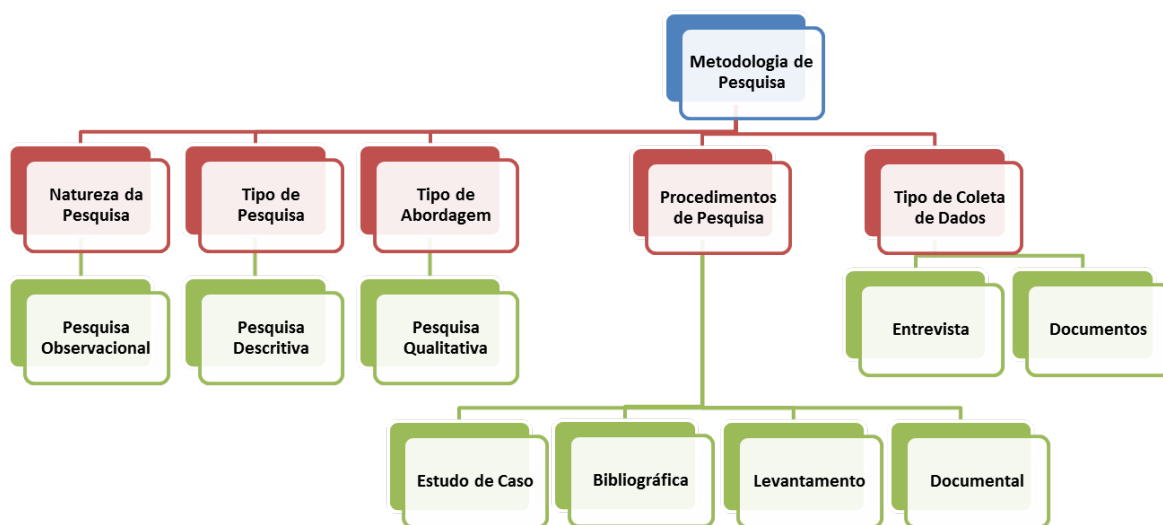 Metodologia de
Pesquisa
Natureza da
Pesquisa
Tipo de
Pesquisa
Tipo de
Abordagem
Procedimentos
de Pesquisa
Tipo de Coleta
de Dados
Pesquisa
Observacional
Pesquisa
Descritiva
Pesquisa
Qualitativa
Entrevista
Documentos
Estudo de Caso
Bibliográfica
Levantamento
Documental